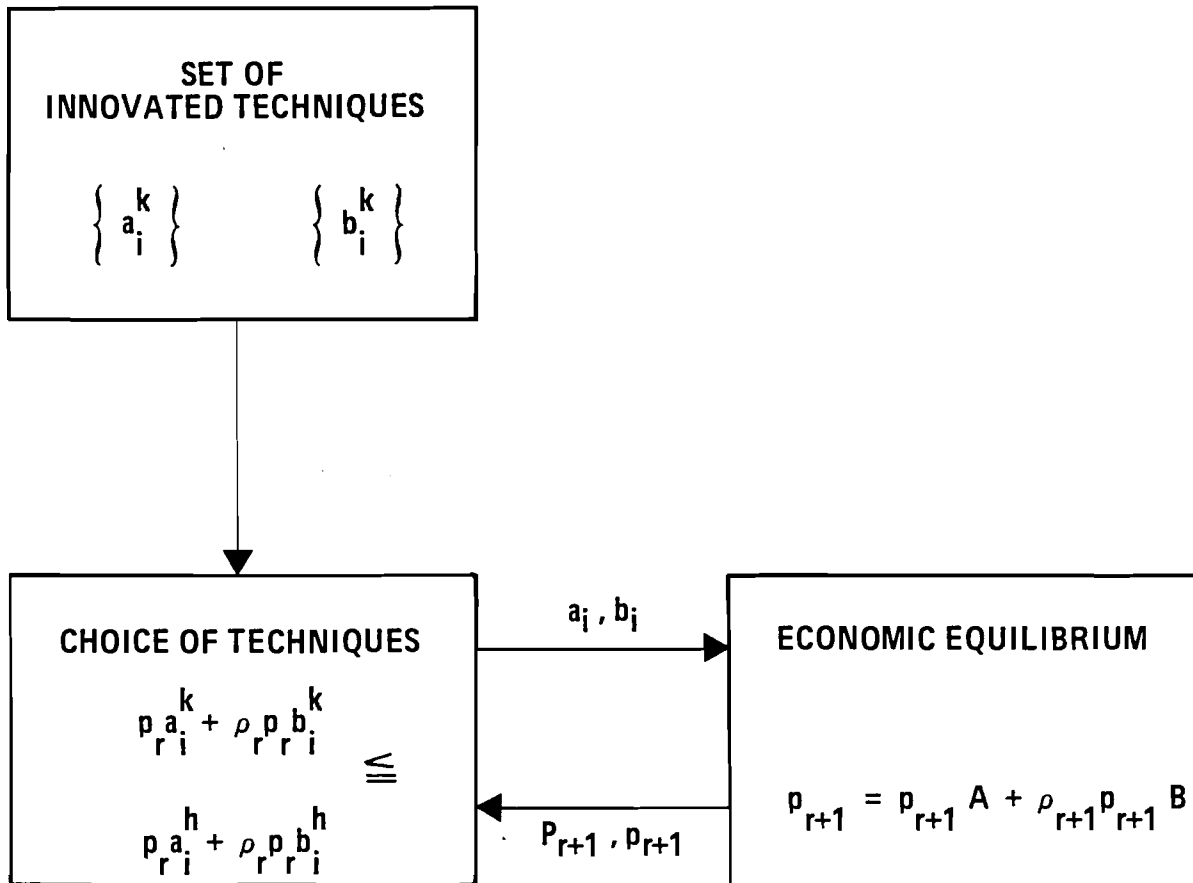 SET OF
INNOVATED TECHNIQUES
{ a_i^k } { b_i^k }
CHOICE OF TECHNIQUES
p_r a_i^k + ρ_r p_r b_i^k
≦
p_r a_i^h + ρ_r p_r b_i^h
a_i , b_i
P_{r+1} , p_{r+1}
ECONOMIC EQUILIBRIUM
p_{r+1} = p_{r+1} A + ρ_{r+1} p_{r+1} B